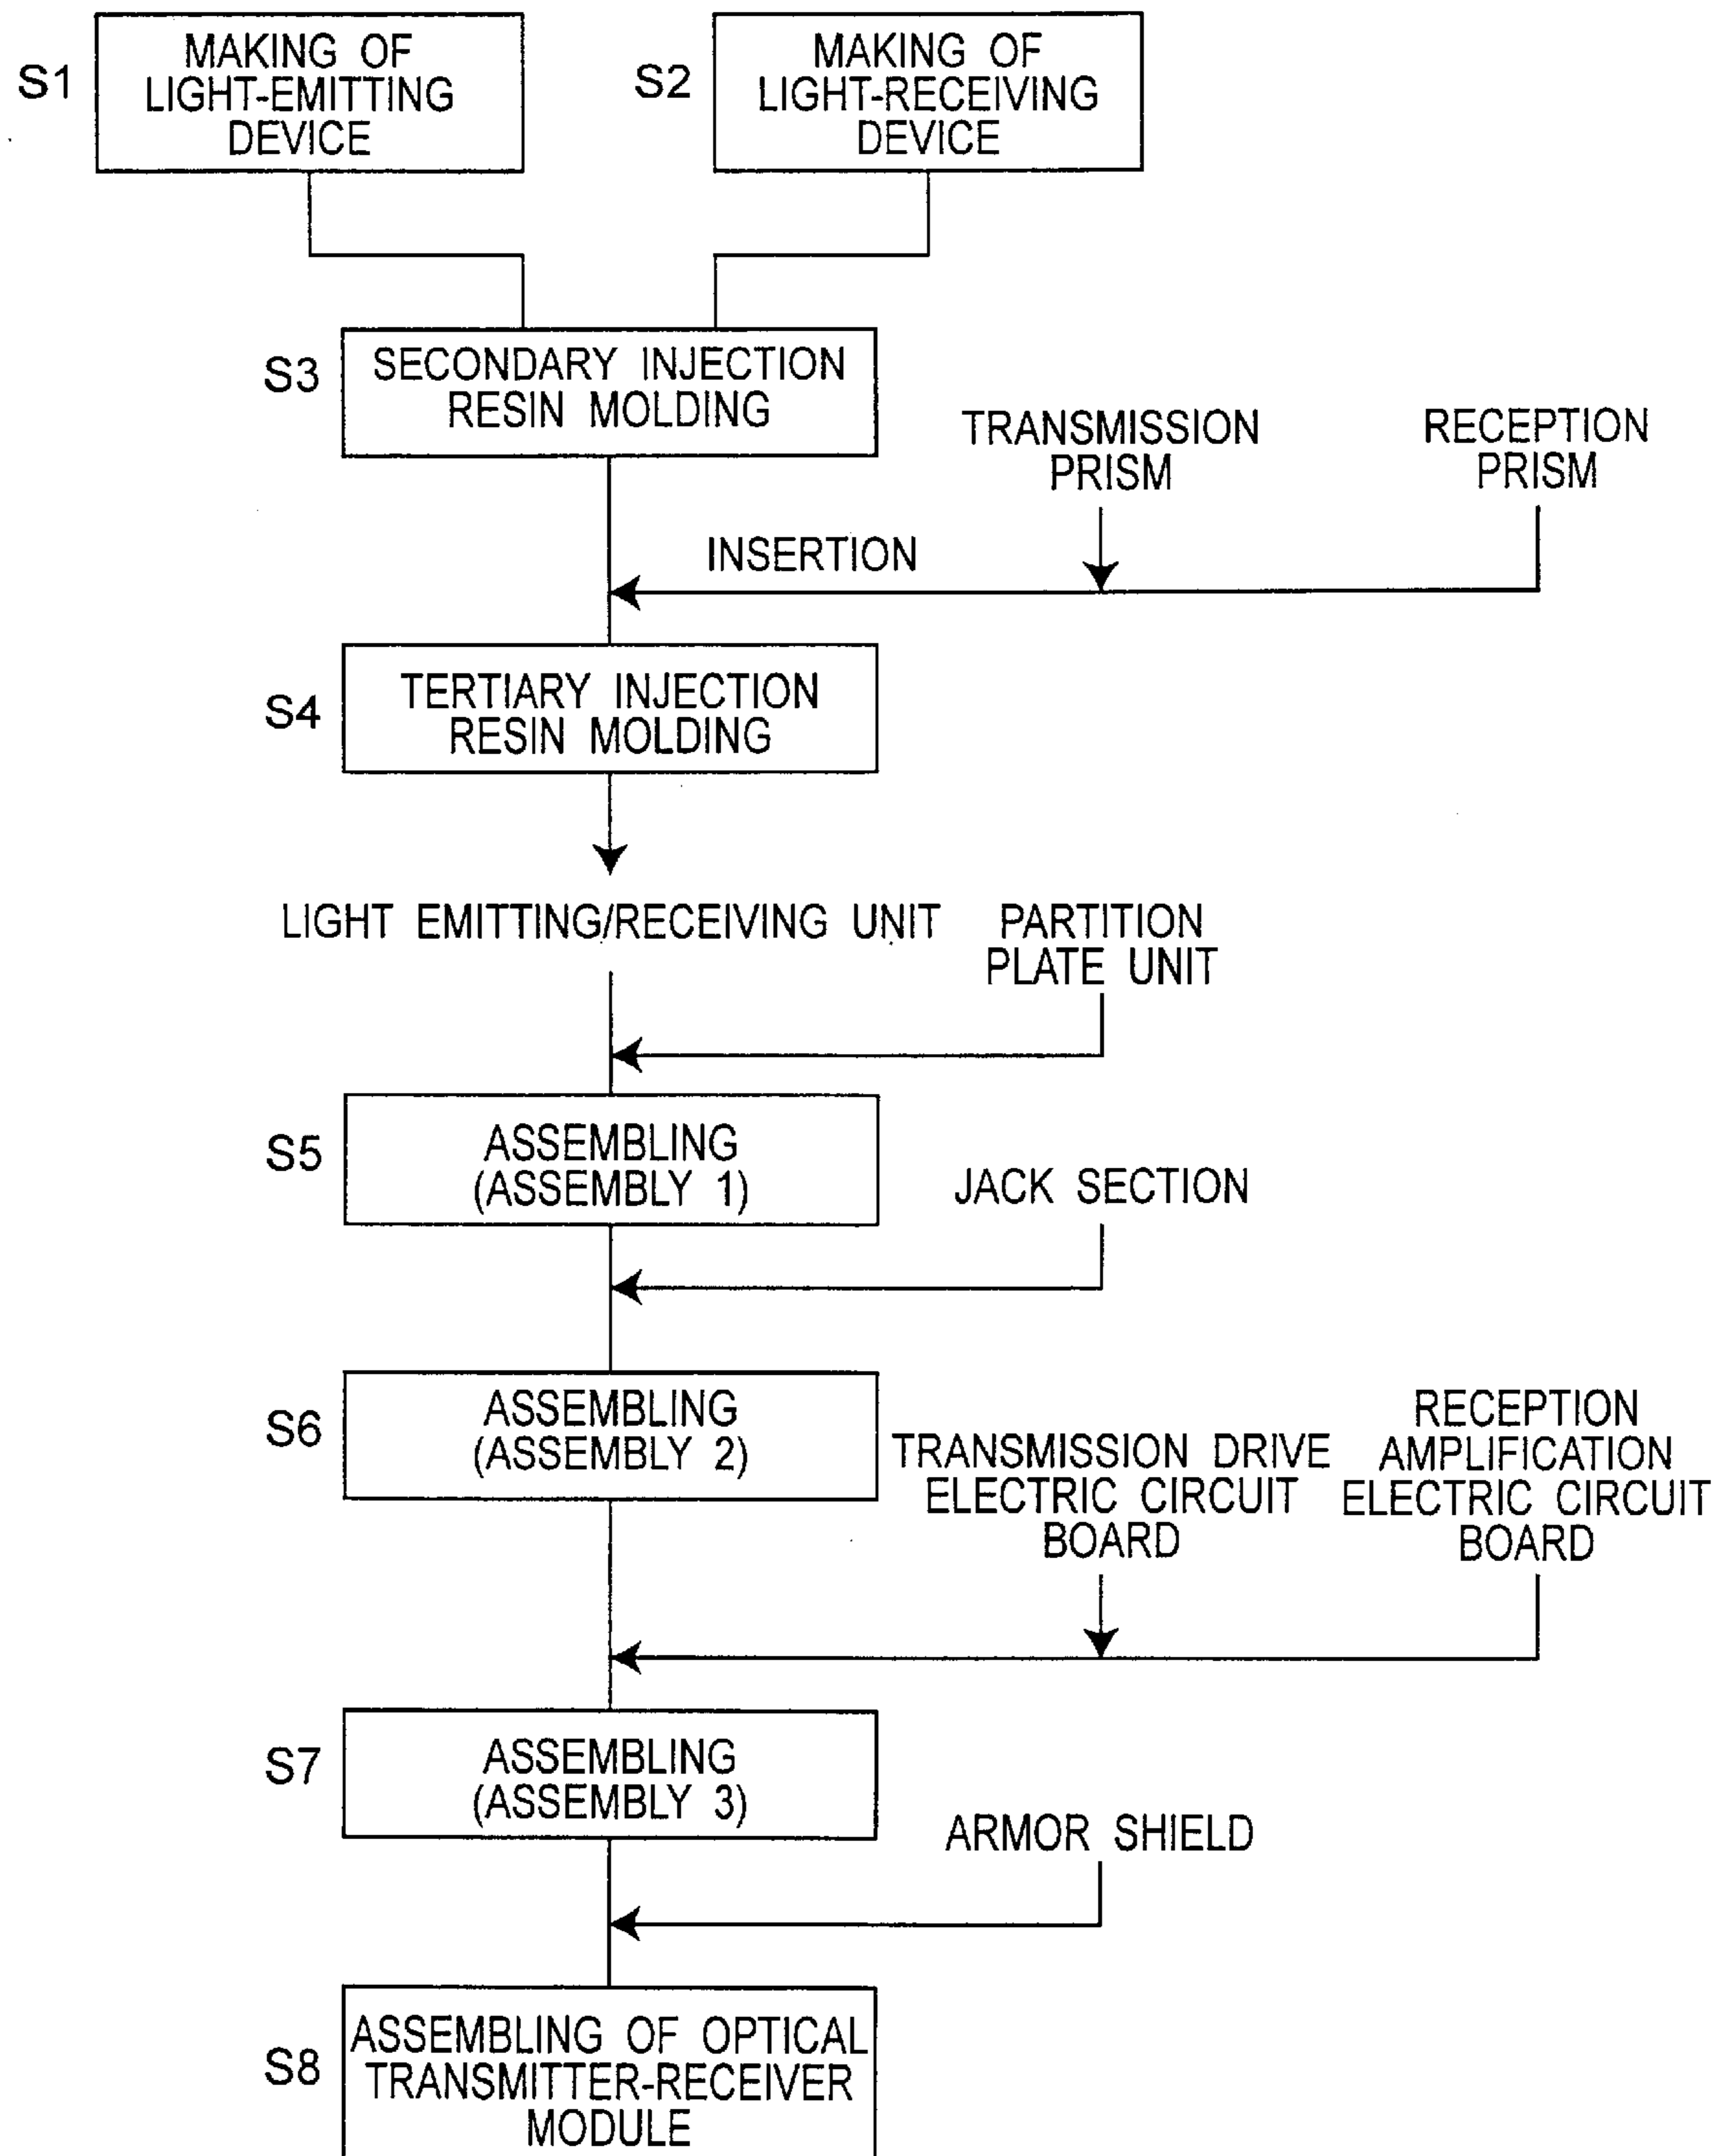 S1
MAKING OF
LIGHT-EMITTING
DEVICE
S2
MAKING OF
LIGHT-RECEIVING
DEVICE
S3
SECONDARY INJECTION
RESIN MOLDING
TRANSMISSION
PRISM
RECEPTION
PRISM
INSERTION
S4
TERTIARY INJECTION
RESIN MOLDING
LIGHT EMITTING/RECEIVING UNIT
PARTITION
PLATE UNIT
S5
ASSEMBLING
(ASSEMBLY 1)
JACK SECTION
S6
ASSEMBLING
(ASSEMBLY 2)
TRANSMISSION DRIVE
ELECTRIC CIRCUIT
BOARD
RECEPTION
AMPLIFICATION
ELECTRIC CIRCUIT
BOARD
S7
ASSEMBLING
(ASSEMBLY 3)
ARMOR SHIELD
S8
ASSEMBLING OF OPTICAL
TRANSMITTER-RECEIVER
MODULE